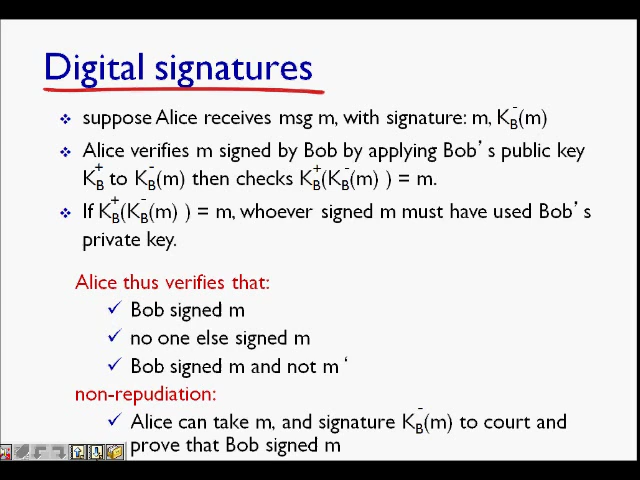 Digital signatures
❖ suppose Alice receives msg m, with signature: m, K⁻B(m)
❖ Alice verifies m signed by Bob by applying Bob's public key
K⁺B to K⁻B(m) then checks K⁺B(K⁻B(m) ) = m.
❖ If K⁺B(K⁻B(m) ) = m, whoever signed m must have used Bob's
private key.
Alice thus verifies that:
✓ Bob signed m
✓ no one else signed m
✓ Bob signed m and not m ‘
non-repudiation:
✓ Alice can take m, and signature K⁻B(m) to court and
prove that Bob signed m